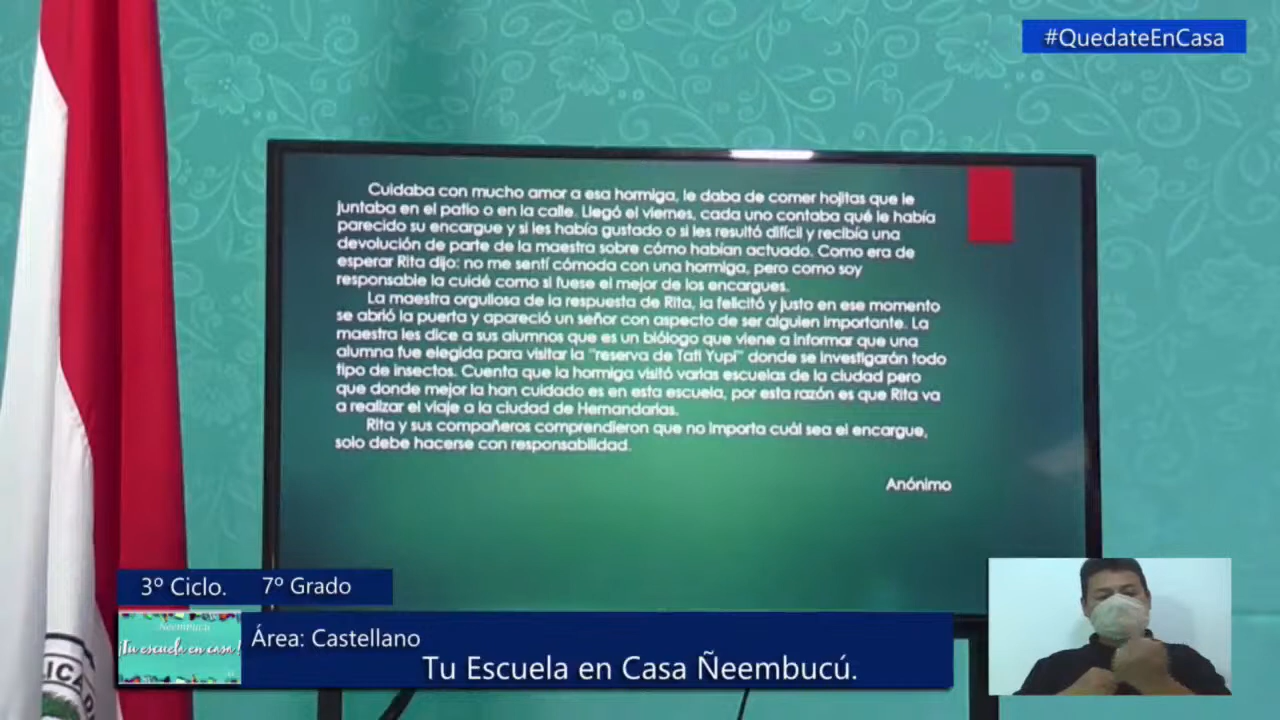 #QuedateEnCasa
Cuidaba con mucho amor a esa hormiga, le daba de comer hojitas que le
juntaba en el patio o en la calle. Llegó el viernes, cada uno contaba qué le había
parecido su encargue y si les había gustado o si les resultó difícil y recibía una
devolución de parte de la maestra sobre cómo habían actuado. Como era de
esperar Rita dijo: no me sentí cómoda con una hormiga, pero como soy
responsable la cuidé como si fuese el mejor de los encargues.
La maestra orgullosa de la respuesta de Rita, la felicitó y justo en ese momento
se abrió la puerta y apareció un señor con aspecto de ser alguien importante. La
maestra les dice a sus alumnos que es un biólogo que viene a informar que una
alumna fue elegida para visitar la "reserva de Tati Yupi" donde se investigarán todo
tipo de insectos. Cuenta que la hormiga visitó varias escuelas de la ciudad pero
que donde mejor la han cuidado es en esta escuela, por esta razón es que Rita va
a realizar el viaje a la ciudad de Hernandarias.
Rita y sus compañeros comprendieron que no importa cuál sea el encargue,
solo debe hacerse con responsabilidad.
Anónimo
3º Ciclo. 7º Grado
Ñeembucú
¡Tu escuela en casa!
Área: Castellano
Tu Escuela en Casa Ñeembucú.